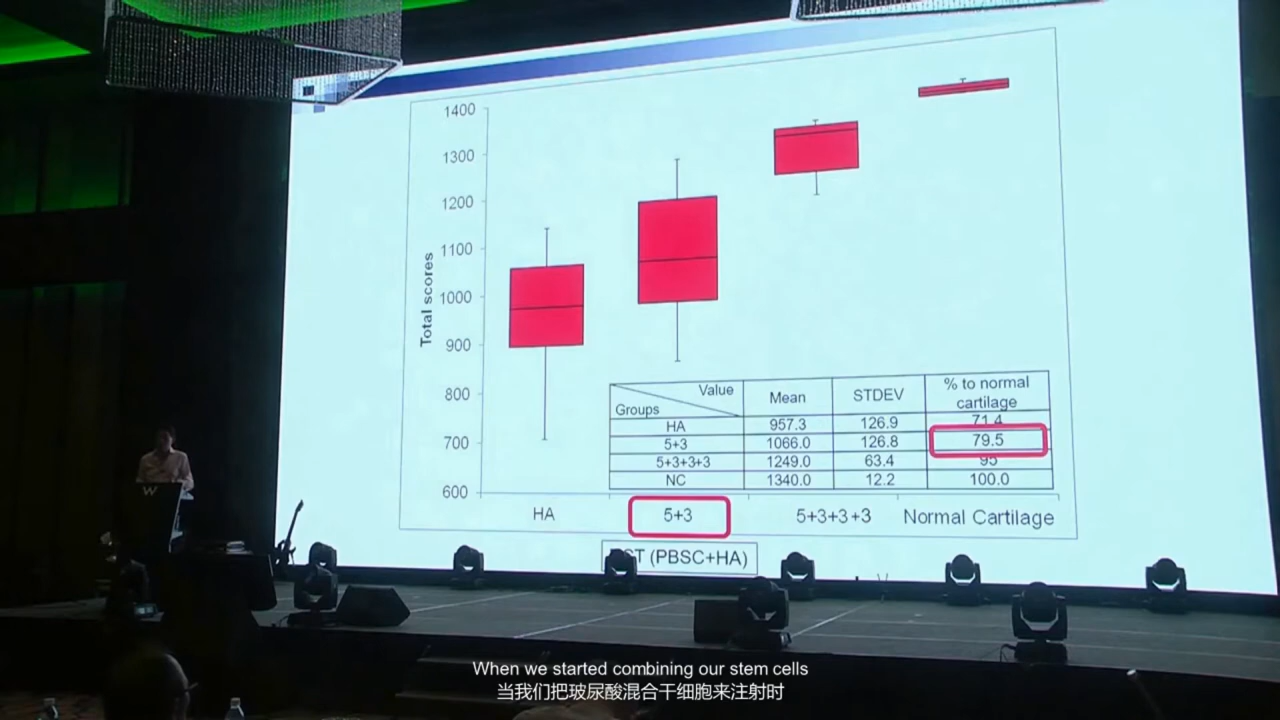 1400
1300
1200
1100
1000
900
800
700
600
Total scores
Value
Groups
Mean
STDEV
% to normal
cartilage
HA 957.3 126.9 71.4
5+3 1066.0 126.8 79.5
5+3+3+3 1249.0 63.4 95
NC 1340.0 12.2 100.0
HA 5+3 5+3+3+3 Normal Cartilage
(PBSC+HA)
W
When we started combining our stem cells
当我们把玻尿酸混合干细胞来注射时